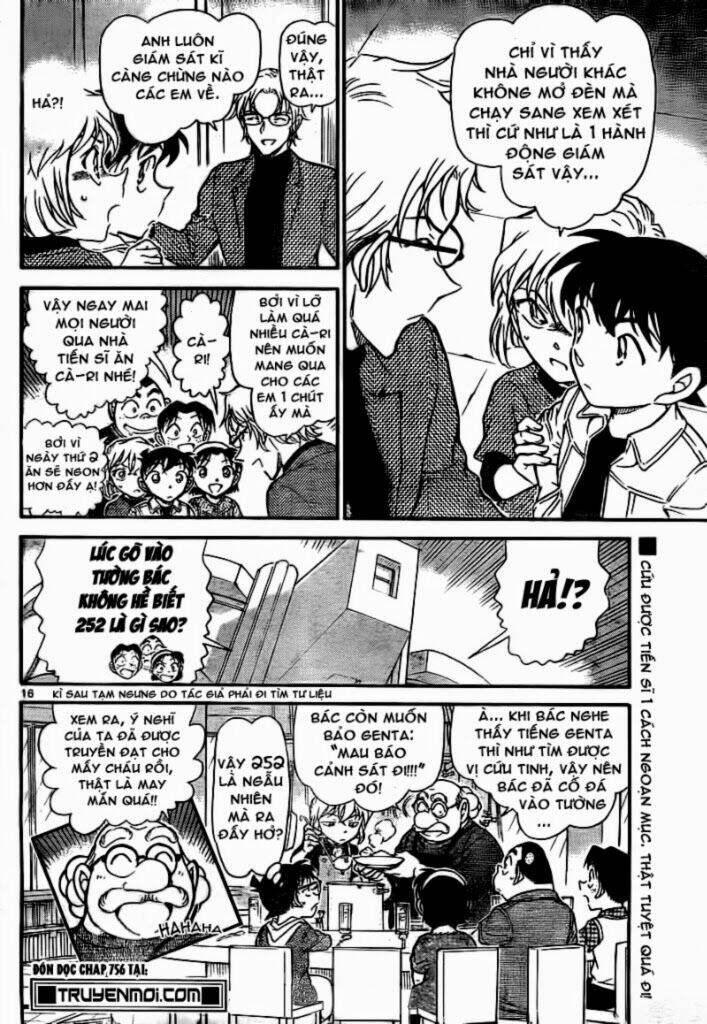 CHỈ VÌ THẤY
NHÀ NGƯỜI KHÁC
KHÔNG MỞ ĐÈN MÀ
CHẠY SANG XEM XÉT
THÌ CỨ NHƯ LÀ 1 HÀNH
ĐỘNG GIÁM
SÁT VẬY...
ĐÚNG
VẬY, THẬT
RA...
ANH LUÔN
GIÁM SÁT KĨ
CÀNG CHỪNG NÀO
CÁC EM VỀ.
HẢ?!
BỞI VÌ LỠ
LÀM QUÁ
NHIỀU CÀ-RI
NÊN MUỐN
MANG QUA
CHO CÁC
EM 1 CHÚT
ẤY MÀ
CÀ-
RI!
VẬY NGAY MAI
MỌI NGƯỜI
QUA NHÀ
TIẾN SĨ ĂN
CÀ-RI NHÉ!
BỞI VÌ
NGÀY THỨ 2
ĂN SẼ NGON
HƠN ĐẤY Ạ!
HẢ!?
LÚC GÕ VÀO
TƯỜNG BÁC
KHÔNG HỀ BIẾT
252 LÀ GÌ SAO?
CỨU ĐƯỢC TIẾN SĨ 1 CÁCH NGOẠN MỤC. THẬT TUYỆT QUÁ ĐI!
16
KÌ SAU TẠM NGƯNG DO TÁC GIẢ PHẢI ĐI TÌM TƯ LIỆU
À... KHI BÁC NGHE
THẤY TIẾNG GENTA
THÌ NHƯ TÌM ĐƯỢC
VỊ CỨU TINH, VẬY NÊN
BÁC ĐÃ CỐ ĐÁ
VÀO TƯỜNG
...
BÁC CÒN MUỐN
BẢO GENTA:
"MAU BÁO
CẢNH SÁT ĐI!!!"
ĐÓ!
VẬY 252
LÀ NGẪU
NHIÊN
MÀ RA
ĐẤY HỞ?
XEM RA, Ý NGHĨ
CỦA TA ĐÃ ĐƯỢC
TRUYỀN ĐẠT CHO
MẤY CHÁU RỒI,
THẬT LÀ MAY
MẮN QUÁ!!
-HAHAHA
ĐÓN ĐỌC CHAP 756 TẠI:
TRUYENMOI.COM